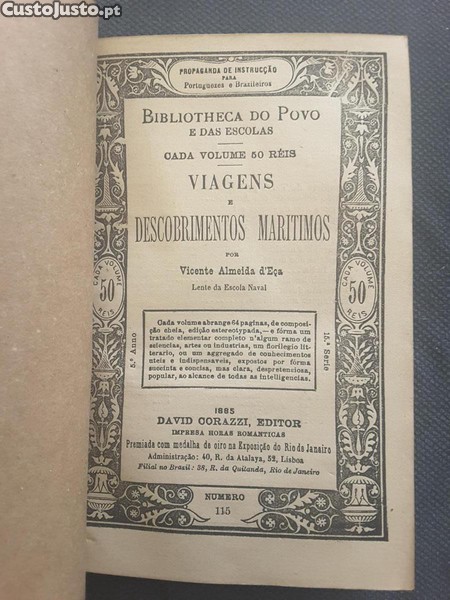 CustoJusto.pt
PROPAGANDA DE INSTRUCÇÃO
PARA
Portuguezes e Brazileiros
BIBLIOTHECA DO POVO
E DAS ESCOLAS
CADA VOLUME 50 RÉIS
VIAGENS
E
DESCOBRIMENTOS MARITIMOS
POR
Vicente Almeida d'Eça
Lente da Escola Naval
CADA VOLUME
50
RÉIS
CADA VOLUME
50
RÉIS
5.º Anno
15.ª Serie
Cada volume abrange 64 paginas, de composi-
ção cheia, edição estereotypada,—e fórma um
tratado elementar completo n'algum ramo de
sciencias, artes ou industrias, um florilegio lit-
terario, ou um aggregado de conhecimentos
uteis e indispensaveis, expostos por fórma
succinta e concisa, mas clara, despretenciosa,
popular, ao alcance de todas as intelligencias.
1885
DAVID CORAZZI, EDITOR
EMPREZA HORAS ROMANTICAS
Premiada com medalha de oiro na Exposição do Rio de Janeiro
Administração: 40, R. da Atalaya, 52, Lisboa
Filial no Brazil: 38, R. da Quitanda, Rio de Janeiro
NUMERO
115